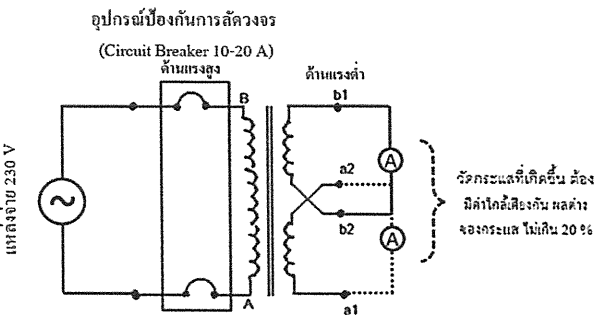 อุปกรณ์ป้องกันการลัดวงจร
(Circuit Breaker 10-20 A)
ด้านแรงสูง
ด้านแรงต่ำ
แหล่งจ่าย 230 V
B
A
b1
a2
b2
a1
A
A
วัดกระแสที่เกิดขึ้น ต้อง
มีค่าใกล้เคียงกัน ผลต่าง
ของกระแส ไม่เกิน 20 %